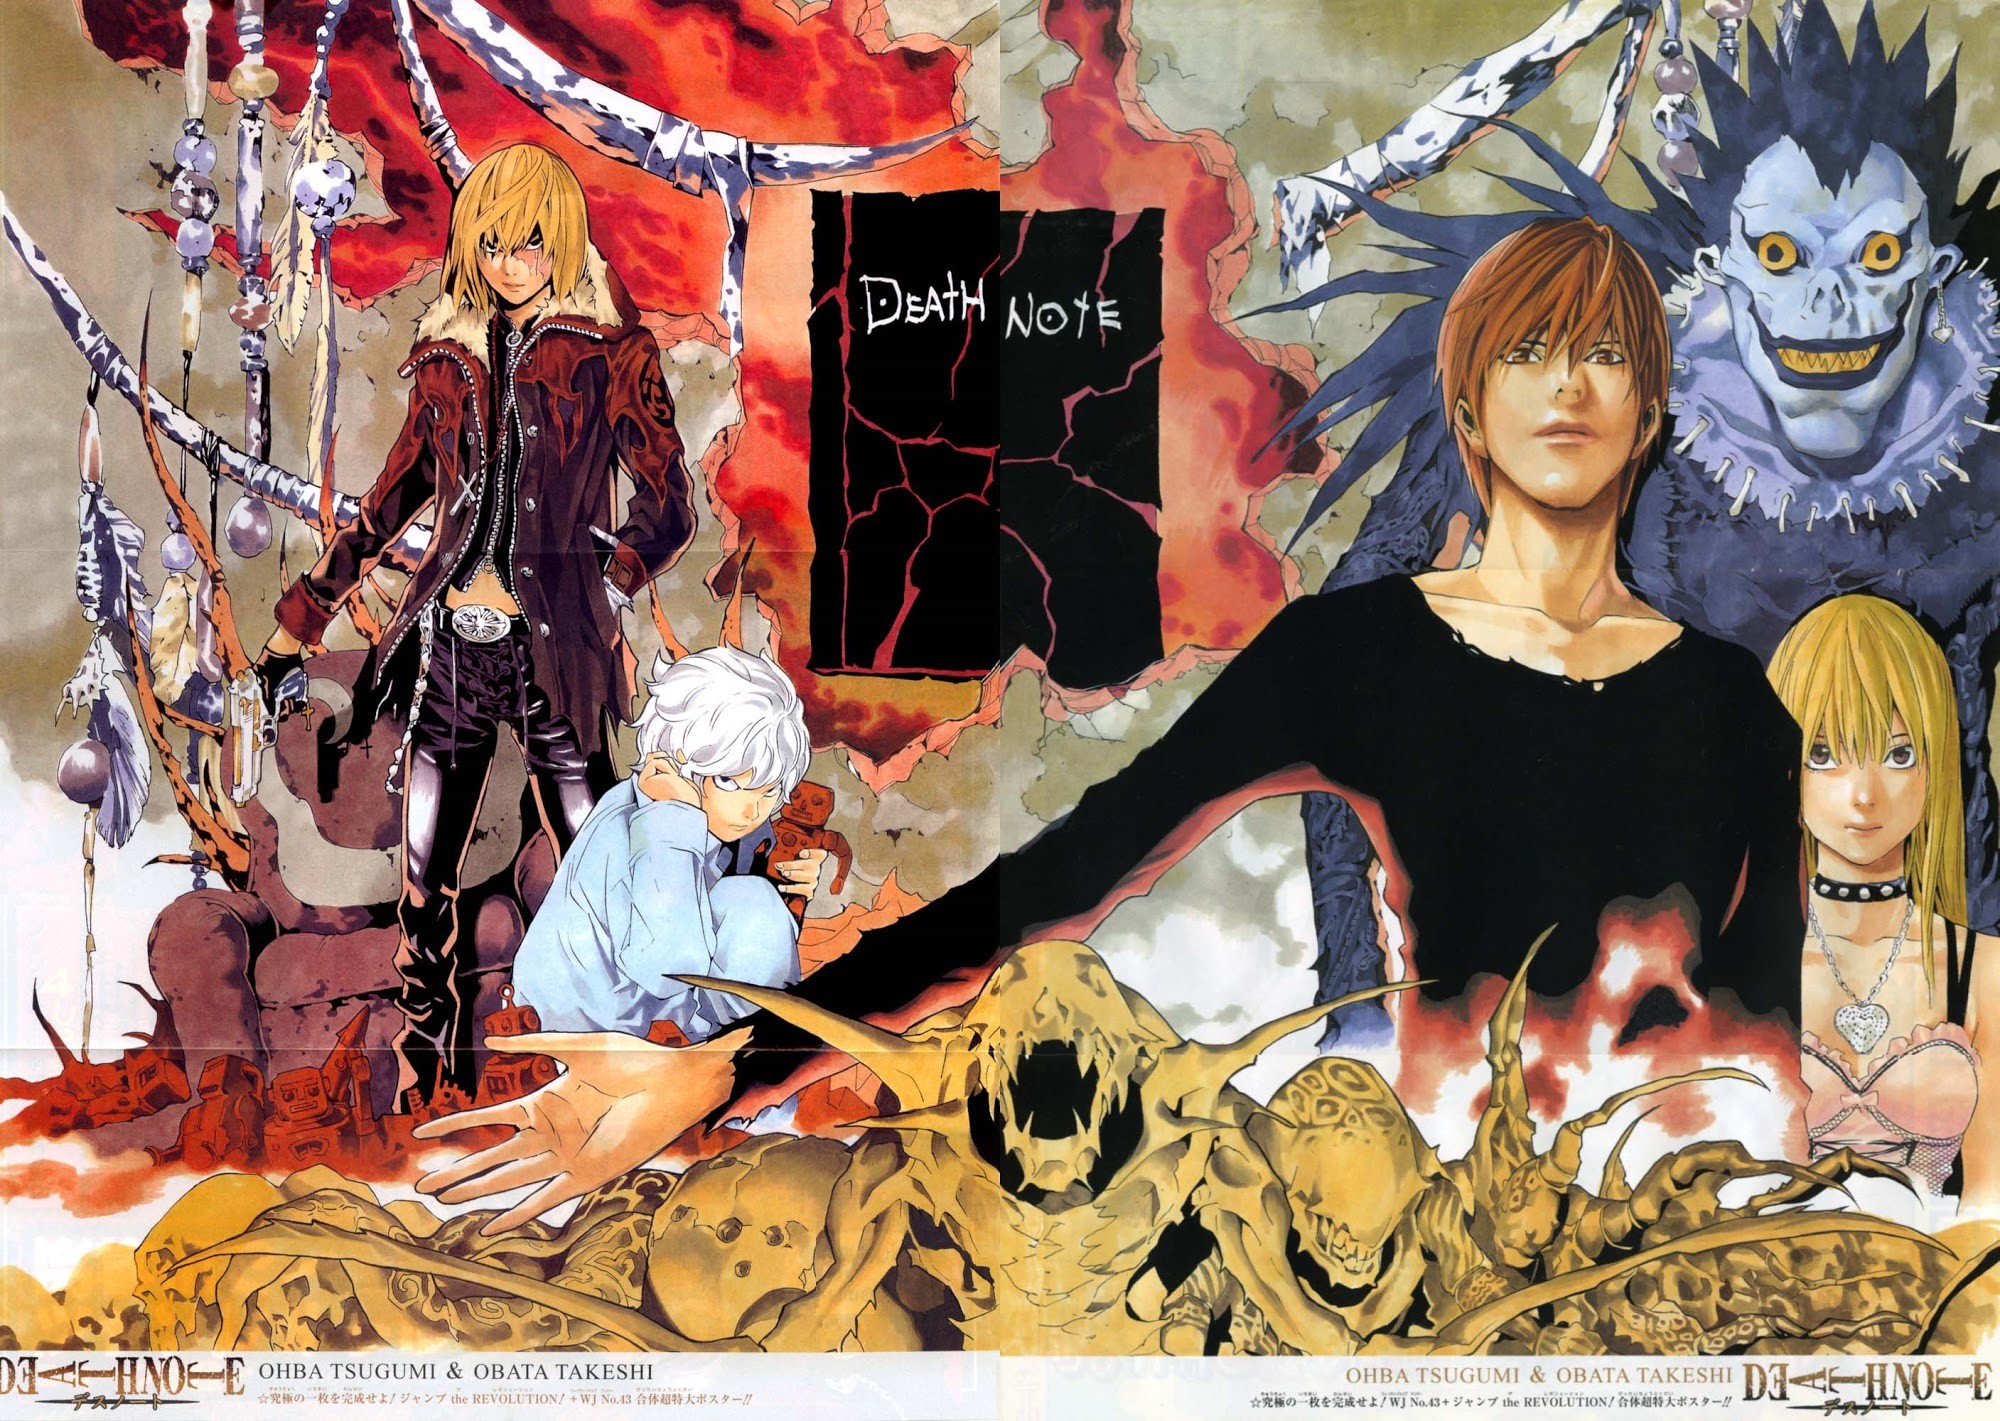 DEATH NOTE
DEATHNOTE
デスノート
OHBA TSUGUMI & OBATA TAKESHI
☆究極の一枚を完成せよ!ジャンプ the REVOLUTION!+WJ No.43 合体超特大ポスター!!
OHBA TSUGUMI & OBATA TAKESHI
☆究極の一枚を完成せよ!WJ No.43+ジャンプ the REVOLUTION!合体超特大ポスター!!
DEATHNOTE
デスノート